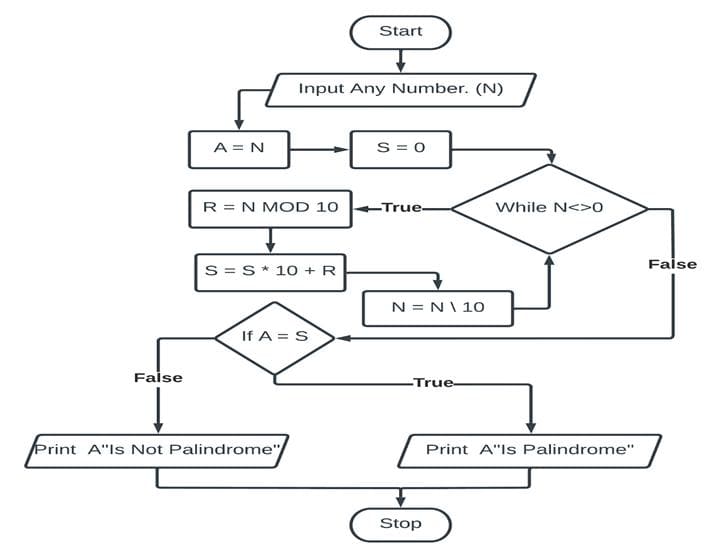 Start
Input Any Number. (N)
A = N
S = 0
While N<>0
True
R = N MOD 10
False
S = S * 10 + R
N = N \ 10
If A = S
False
True
Print A"Is Not Palindrome"
Print A"Is Palindrome"
Stop